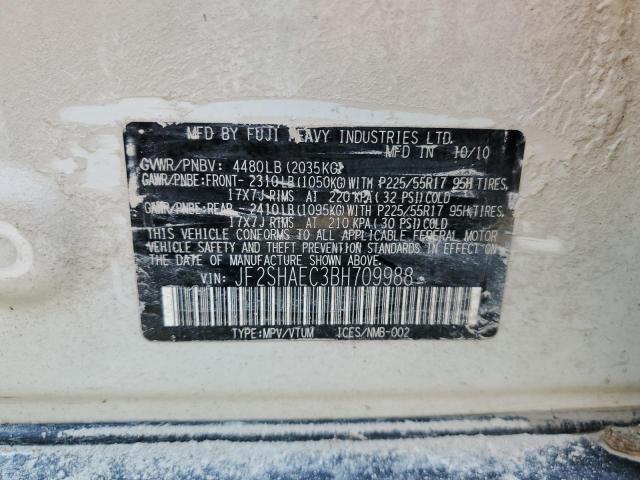 MFD BY FUJI HEAVY INDUSTRIES LTD.
MFD IN 10/10
GVWR/PNBV: 4480LB(2035KG)
GAWR/PNBE:FRONT- 2310LB(1050KG)WITH P225/55R17 95H TIRES,
17X7J RIMS AT 220 KPA(32 PSI)COLD
GAWR/PNBE:REAR -2410LB(1095KG)WITH P225/55R17 95H TIRES,
17X7J RIMS AT 210 KPA(30 PSI)COLD
THIS VEHICLE CONFORMS TO ALL APPLICABLE FEDERAL MOTOR
VEHICLE SAFETY AND THEFT PREVENTION STANDARDS IN
EFFECT ON THE DATE OF MANUFACTURE SHOWN ABOVE.
VIN: JF2SHAEC3BH709988
TYPE:MPV/VTUM ICES/NMB-002